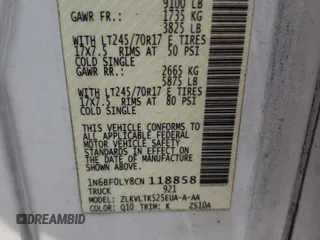 9100 LB
GAWR FR: 1735 KG
3825 LB
WITH LT245/70R17 E TIRES
17X7.5 RIMS AT 50 PSI
COLD SINGLE
GAWR RR: 2665 KG
5875 LB
WITH LT245/70R17 E TIRES
17X7.5 RIMS AT 80 PSI
COLD SINGLE
THIS VEHICLE CONFORMS TO
ALL APPLICABLE FEDERAL
MOTOR VEHICLE SAFETY
STANDARDS IN EFFECT ON
THE DATE OF MANUFACTURE
SHOWN ABOVE.
1N6BF0LY8CN 118858
TRUCK 921
MODEL: ZLKVLTK525EUA-A-AA
COLOR: Q10 TRIM: K ZS10A